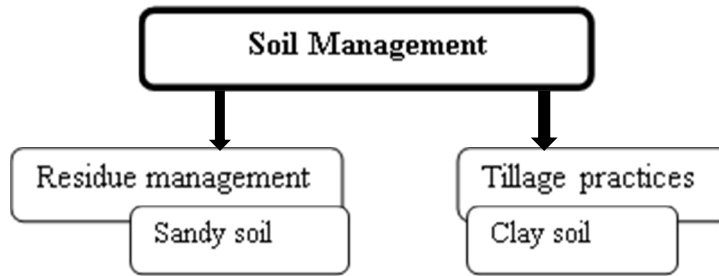 Soil Management
Residue management
Tillage practices
Sandy soil
Clay soil